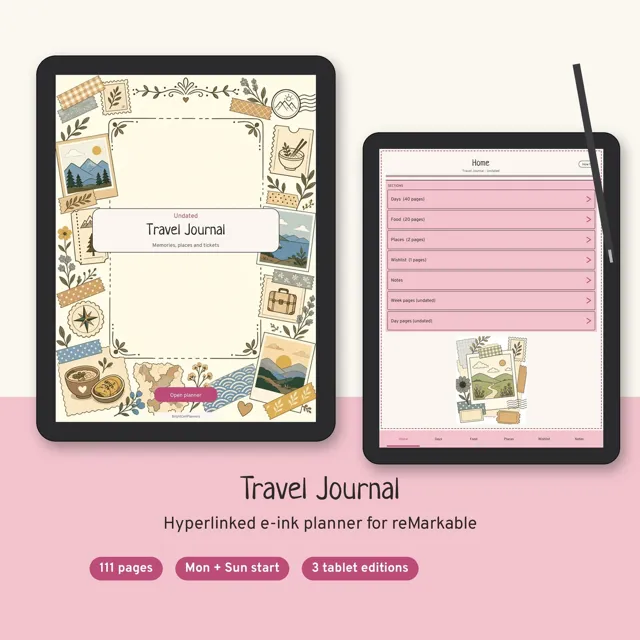 Undated
Travel Journal
Memories, places and tickets
Open planner
Home
Travel Journal - Undated
SECTIONS
Days (40 pages)
Food (20 pages)
Places (2 pages)
Wishlist (1 pages)
Notes
Week pages (undated)
Day pages (undated)
Home
Days
Food
Places
Wishlist
Notes
Travel Journal
Hyperlinked e-ink planner for reMarkable
111 pages
Mon + Sun start
3 tablet editions